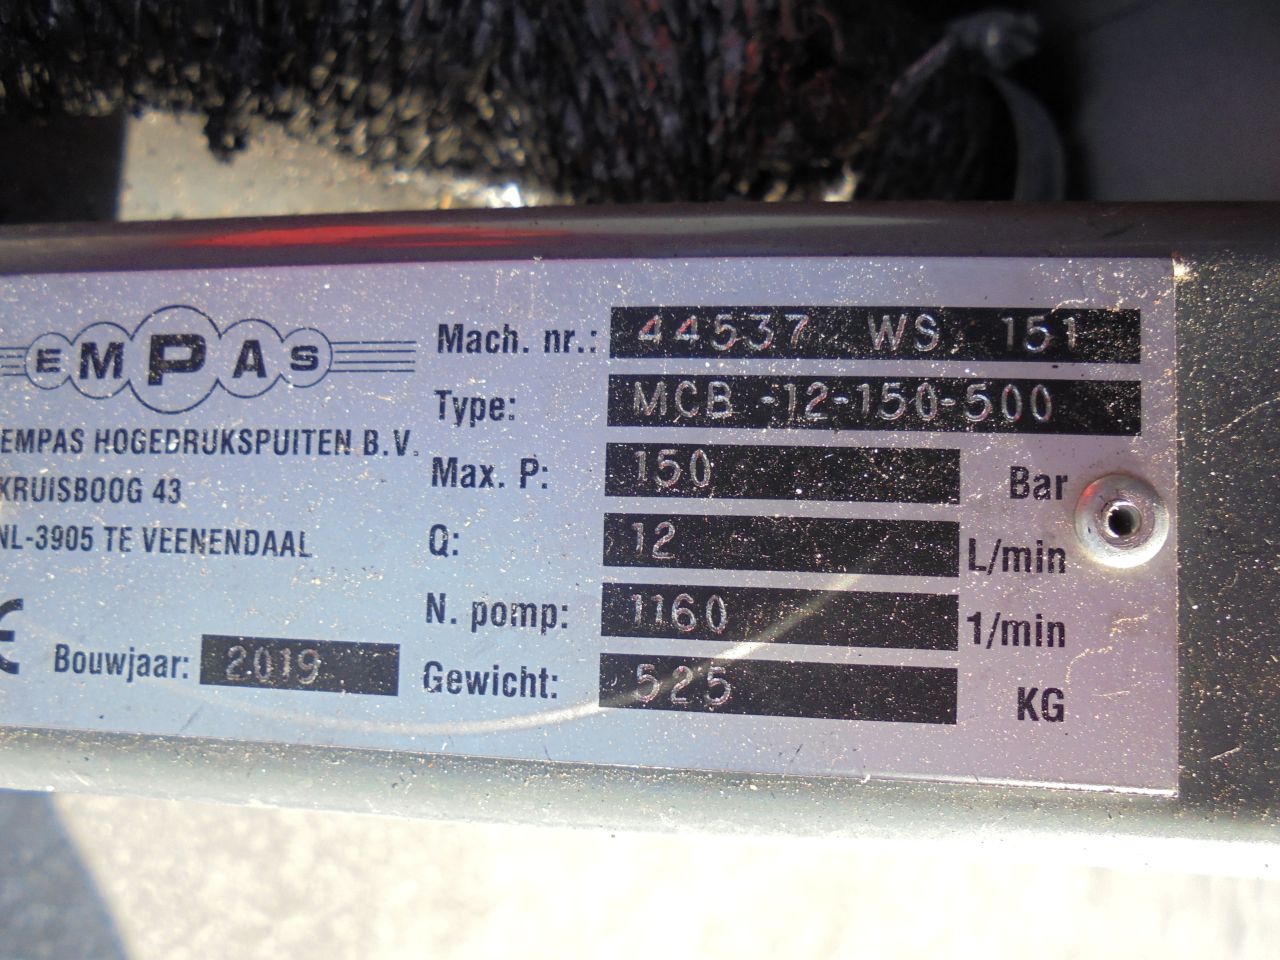 EMPAS
EMPAS HOGEDRUKSPUITEN B.V.
KRUISBOOG 43
NL-3905 TE VEENENDAAL
CE
Bouwjaar: 2019
Mach. nr.: 44537 WS 151
Type: MCB -12-150-500
Max. P: 150 Bar
Q: 12 L/min
N. pomp: 1160 1/min
Gewicht: 525 KG